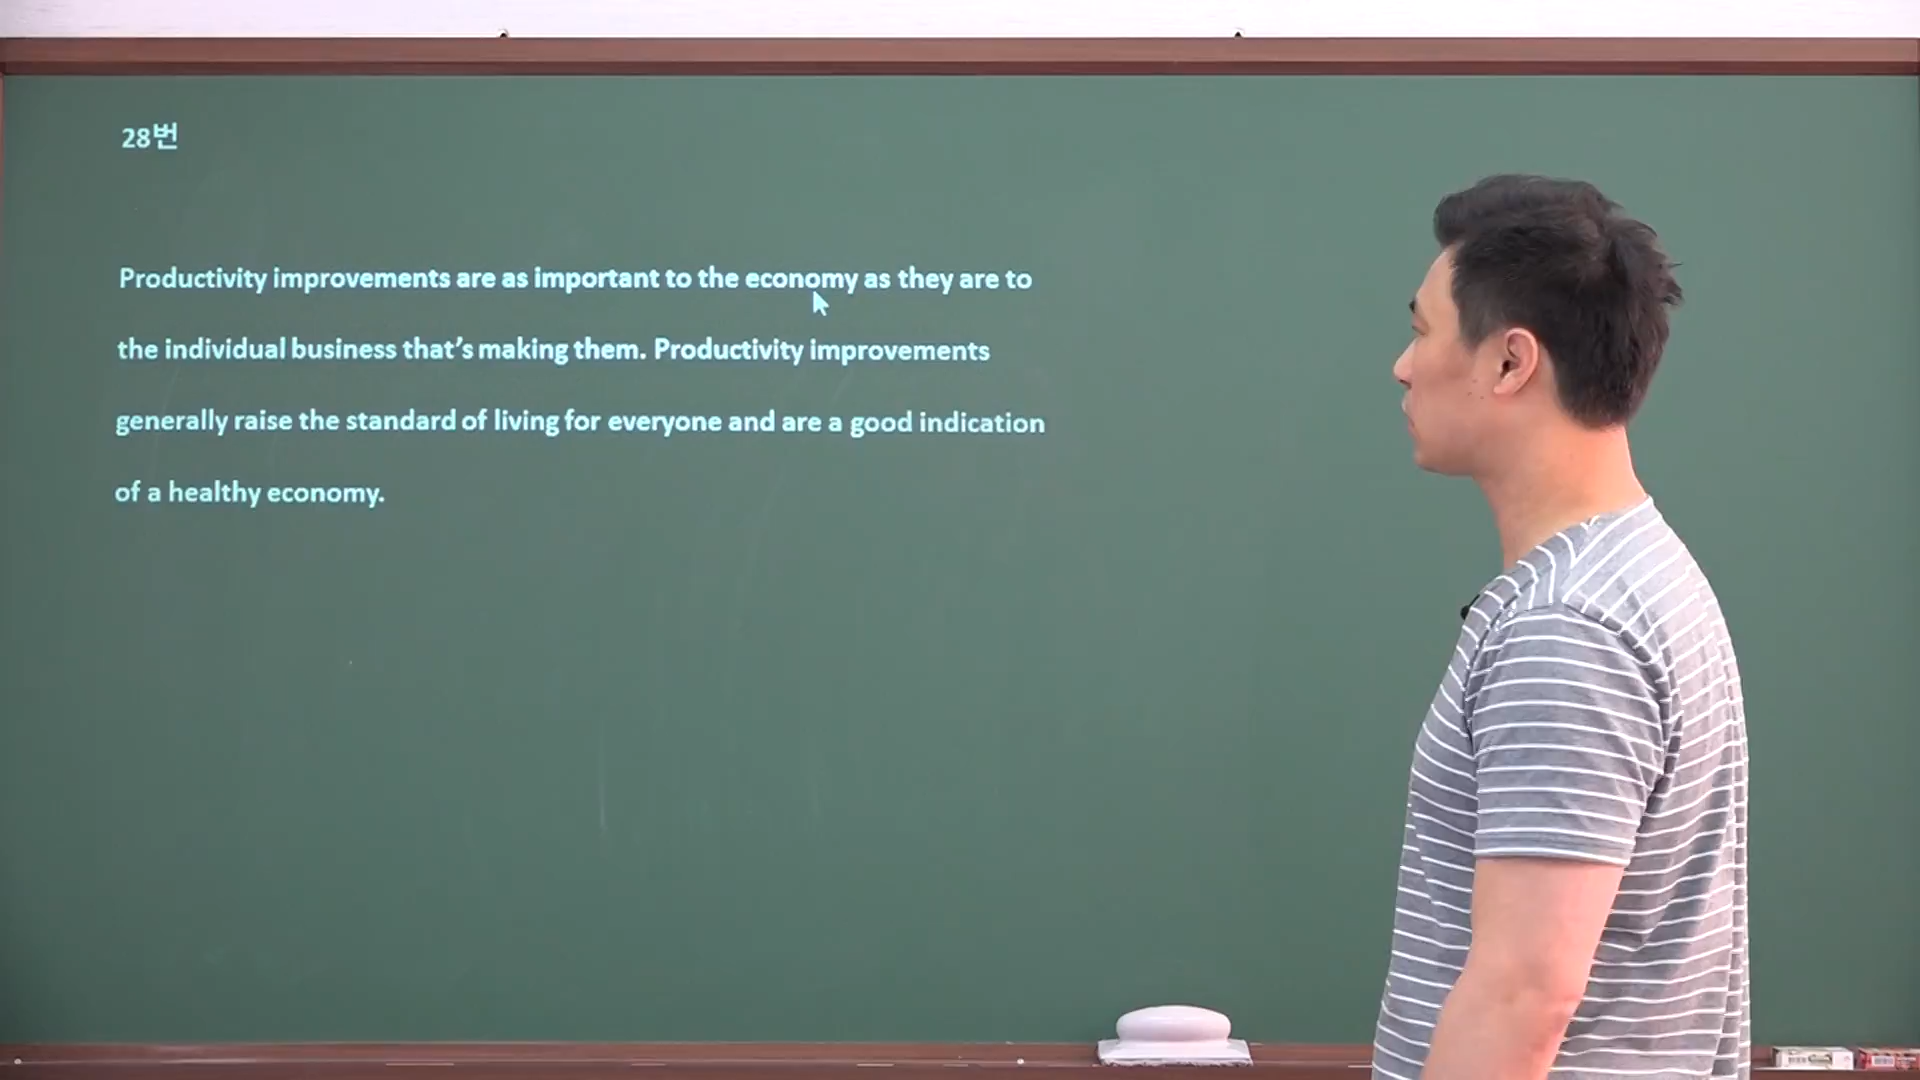 28번
Productivity improvements are as important to the economy as they are to
the individual business that's making them. Productivity improvements
generally raise the standard of living for everyone and are a good indication
of a healthy economy.